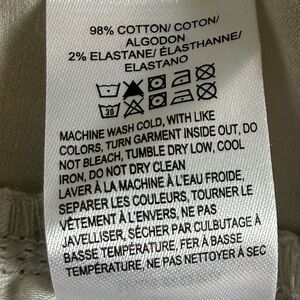 98% COTTON/ COTON/
ALGODON
2% ELASTANE/ ÉLASTHANNE/
ELASTANO
30
MACHINE WASH COLD, WITH LIKE
COLORS, TURN GARMENT INSIDE OUT, DO
NOT BLEACH, TUMBLE DRY LOW, COOL
IRON, DO NOT DRY CLEAN
LAVER À LA MACHINE À L'EAU FROIDE,
SEPARER LES COULEURS, TOURNER LE
VÊTEMENT À L'ENVERS, NE PAS
JAVELLISER, SÉCHER PAR CULBUTAGE À
BASSE TEMPÉRATURE, FER À BASSE
TEMPÉRATURE, NE PAS NETTOYER À SEC